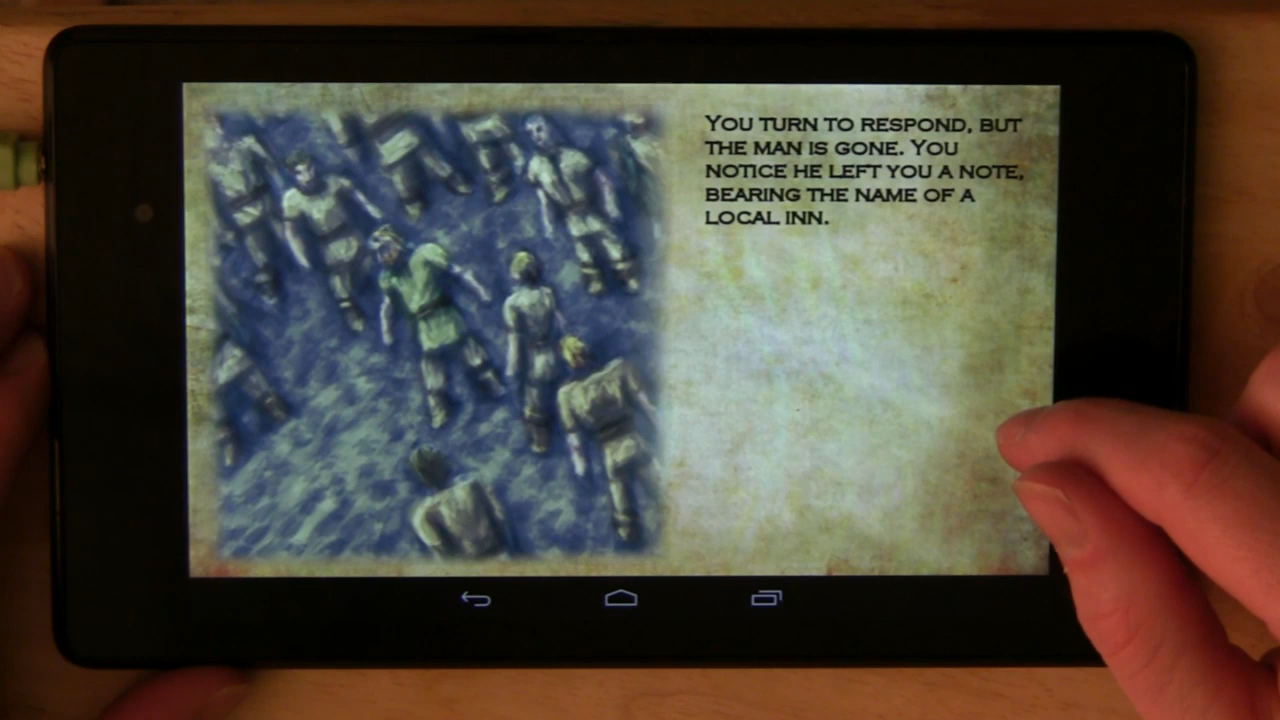 YOU TURN TO RESPOND, BUT
THE MAN IS GONE. YOU
NOTICE HE LEFT YOU A NOTE,
BEARING THE NAME OF A
LOCAL INN.